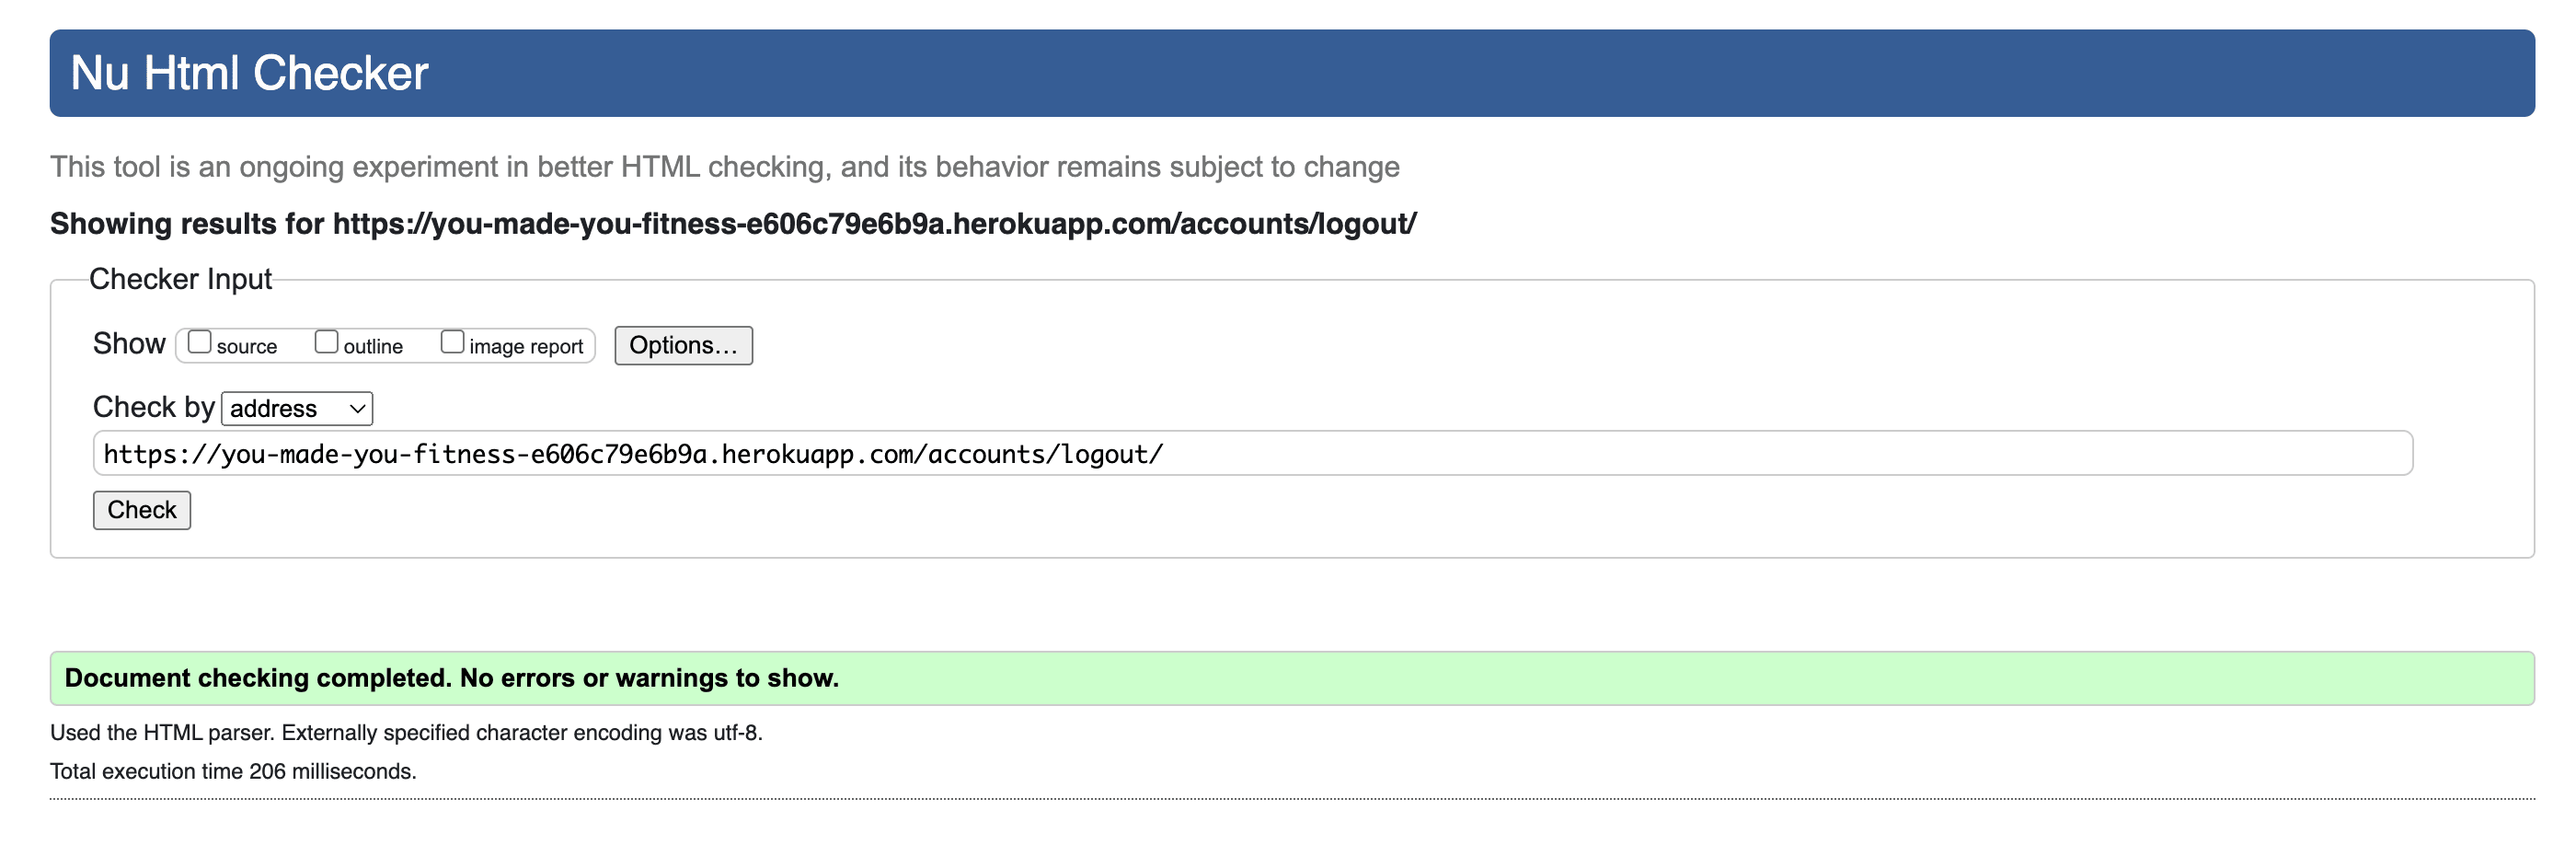 Nu Html Checker
This tool is an ongoing experiment in better HTML checking, and its behavior remains subject to change
Showing results for https://you-made-you-fitness-e606c79e6b9a.herokuapp.com/accounts/logout/
Checker Input
Show source outline image report Options...
Check by address
https://you-made-you-fitness-e606c79e6b9a.herokuapp.com/accounts/logout/
Check
Document checking completed. No errors or warnings to show.
Used the HTML parser. Externally specified character encoding was utf-8.
Total execution time 206 milliseconds.